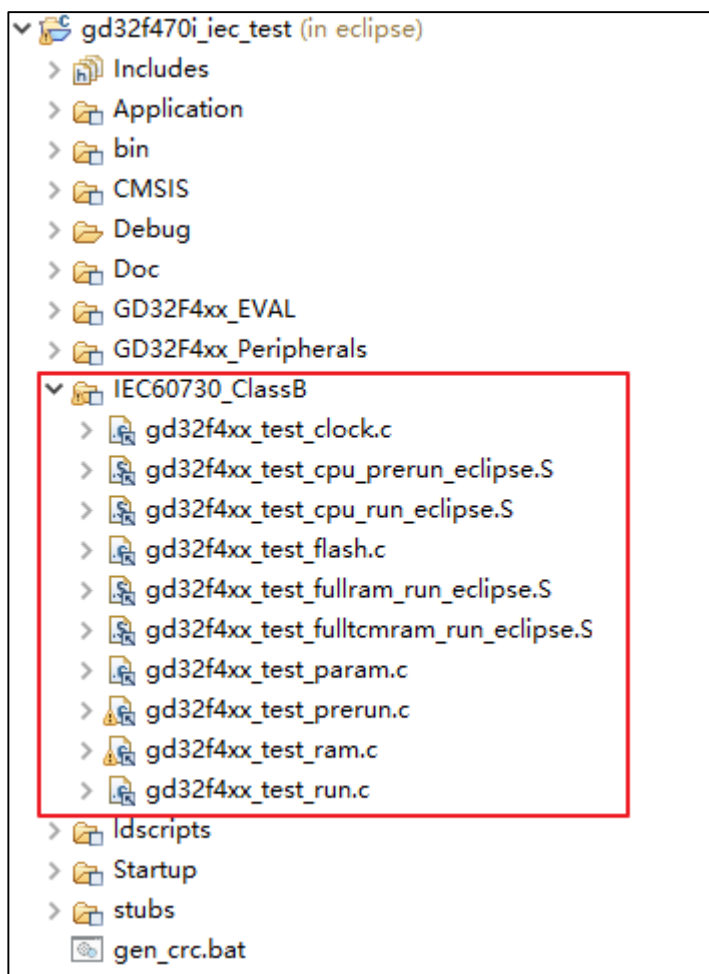 gd32f470i_iec_test (in eclipse)
Includes
Application
bin
CMSIS
Debug
Doc
GD32F4xx_EVAL
GD32F4xx_Peripherals
IEC60730_ClassB
gd32f4xx_test_clock.c
gd32f4xx_test_cpu_prerun_eclipse.S
gd32f4xx_test_cpu_run_eclipse.S
gd32f4xx_test_flash.c
gd32f4xx_test_fullram_run_eclipse.S
gd32f4xx_test_fulltcmram_run_eclipse.S
gd32f4xx_test_param.c
gd32f4xx_test_prerun.c
gd32f4xx_test_ram.c
gd32f4xx_test_run.c
ldscripts
Startup
stubs
gen_crc.bat